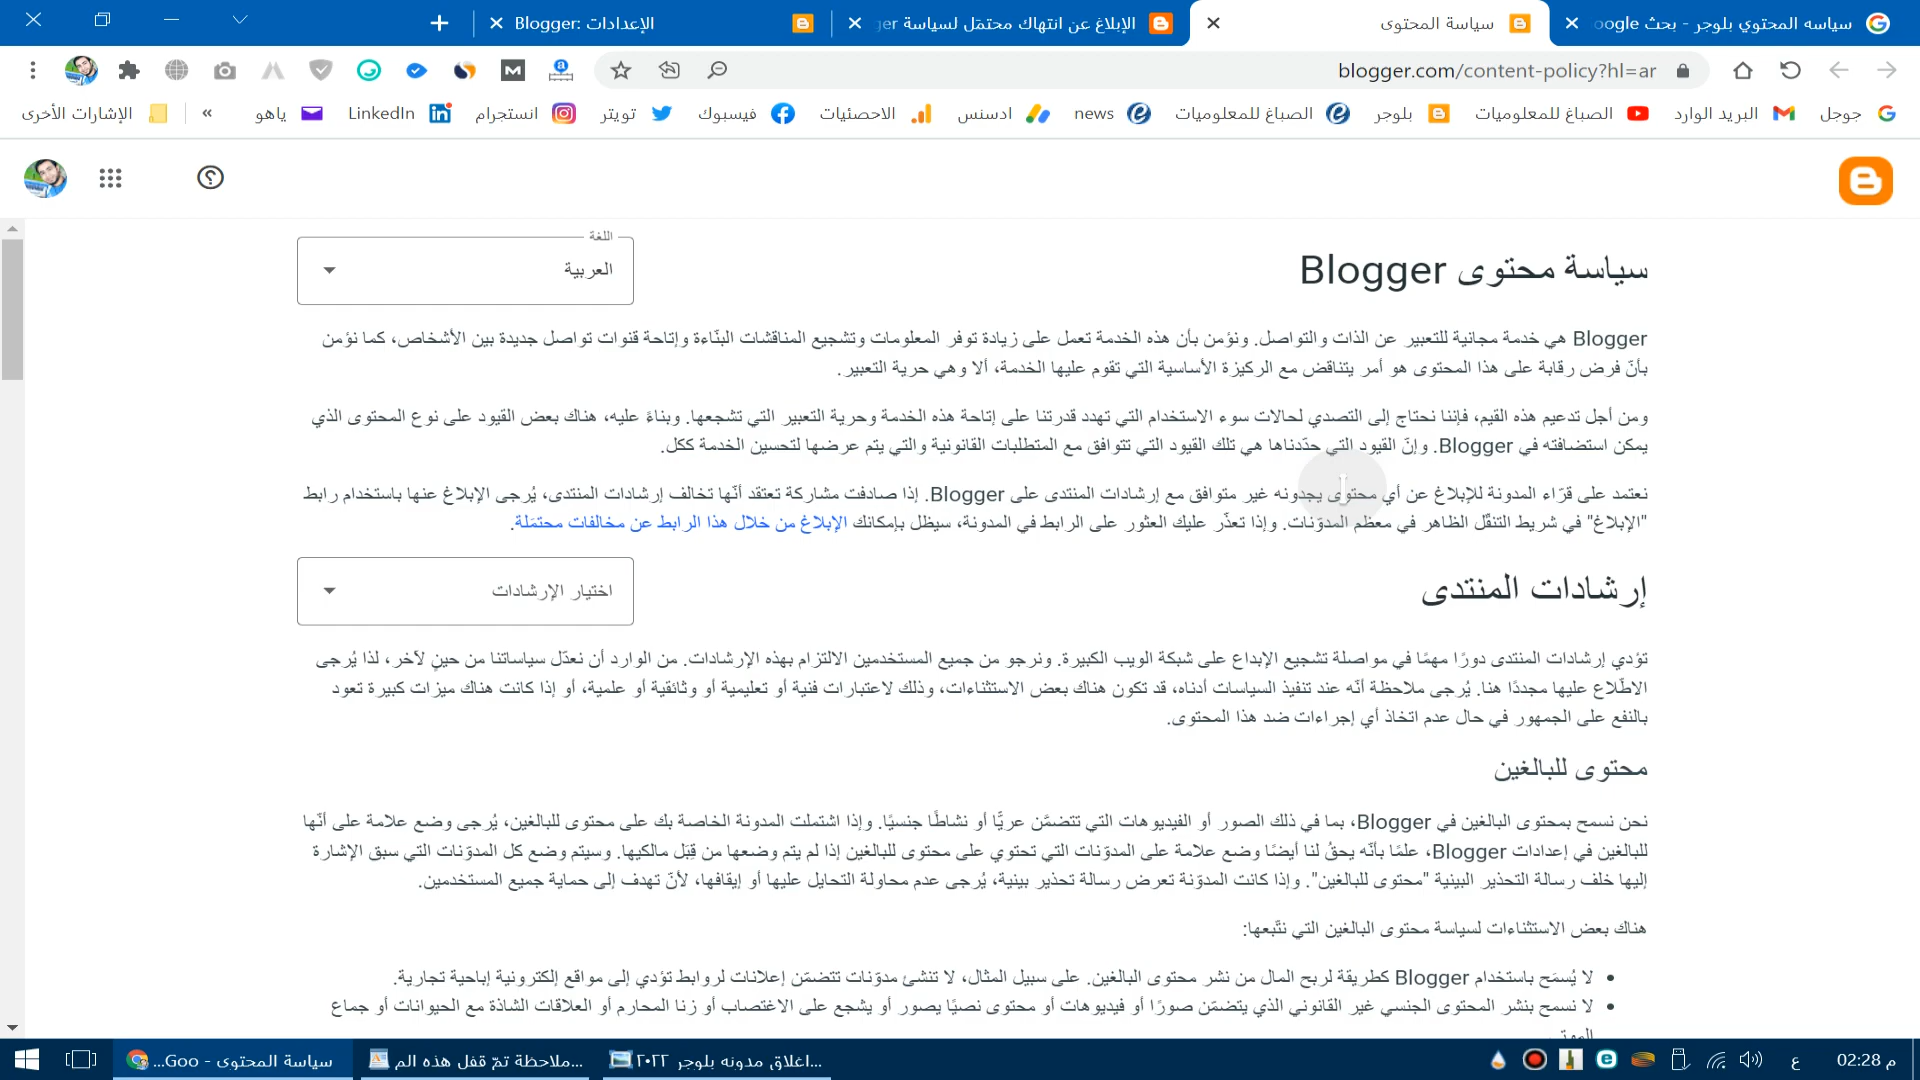 سياسه المحتوي بلوجر - بحث Google
سياسة المحتوى
الإبلاغ عن انتهاك محتمَل لسياسة
Blogger: الإعدادات
blogger.com/content-policy?hl=ar
جوجل
البريد الوارد
الصباغ للمعلوميات
بلوجر
الصباغ للمعلوميات
news
ادسنس
الاحصئيات
فيسبوك
تويتر
انستجرام
LinkedIn
ياهو
»
الإشارات الأخرى
اللغة
العربية
سياسة محتوى Blogger
Blogger هي خدمة مجانية للتعبير عن الذات والتواصل. ونؤمن بأن هذه الخدمة تعمل على زيادة توفر المعلومات وتشجيع المناقشات البنّاءة وإتاحة قنوات تواصل جديدة بين الأشخاص، كما نؤمن
بأنّ فرض رقابة على هذا المحتوى هو أمر يتناقض مع الركيزة الأساسية التي تقوم عليها الخدمة، ألا وهي حرية التعبير.
ومن أجل تدعيم هذه القيم، فإننا نحتاج إلى التصدي لحالات سوء الاستخدام التي تهدد قدرتنا على إتاحة هذه الخدمة وحرية التعبير التي تشجعها. وبناءً عليه، هناك بعض القيود على نوع المحتوى الذي
يمكن استضافته في Blogger. وإنّ القيود التي حدّدناها هي تلك القيود التي تتوافق مع المتطلبات القانونية والتي يتم عرضها لتحسين الخدمة ككل.
نعتمد على قرّاء المدونة للإبلاغ عن أي محتوى يجدونه غير متوافق مع إرشادات المنتدى على Blogger. إذا صادفت مشاركة تعتقد أنّها تخالف إرشادات المنتدى، يُرجى الإبلاغ عنها باستخدام رابط
"الإبلاغ" في شريط التنقّل الظاهر في معظم المدوّنات. وإذا تعذّر عليك العثور على الرابط في المدونة، سيظل بإمكانك الإبلاغ من خلال هذا الرابط عن مخالفات محتمَلة.
إرشادات المنتدى
اختيار الإرشادات
تؤدي إرشادات المنتدى دورًا مهمًا في مواصلة تشجيع الإبداع على شبكة الويب الكبيرة. ونرجو من جميع المستخدمين الالتزام بهذه الإرشادات. من الوارد أن نعدّل سياساتنا من حينٍ لآخر، لذا يُرجى
الاطّلاع عليها مجددًا هنا. يُرجى ملاحظة أنّه عند تنفيذ السياسات أدناه، قد تكون هناك بعض الاستثناءات، وذلك لاعتبارات فنية أو تعليمية أو وثائقية أو علمية، أو إذا كانت هناك ميزات كبيرة تعود
بالنفع على الجمهور في حال عدم اتخاذ أي إجراءات ضد هذا المحتوى.
محتوى للبالغين
نحن نسمح بمحتوى البالغين في Blogger، بما في ذلك الصور أو الفيديوهات التي تتضمّن عريًّا أو نشاطًا جنسيًا. وإذا اشتملت المدونة الخاصة بك على محتوى للبالغين، يُرجى وضع علامة على أنّها
للبالغين في إعدادات Blogger، علمًا بأنّه يحقُ لنا أيضًا وضع علامة على المدوّنات التي تحتوي على محتوى للبالغين إذا لم يتم وضعها من قِبَل مالكيها. وسيتم وضع كل المدوّنات التي سبق الإشارة
إليها خلف رسالة التحذير البينية "محتوى للبالغين". وإذا كانت المدوّنة تعرض رسالة تحذير بينية، يُرجى عدم محاولة التحايل عليها أو إيقافها، لأنّ تهدف إلى حماية جميع المستخدمين.
هناك بعض الاستثناءات لسياسة محتوى البالغين التي نتّبعها:
• لا يُسمَح باستخدام Blogger كطريقة لربح المال من نشر محتوى البالغين. على سبيل المثال، لا تنشئ مدوّنات تتضمّن إعلانات لروابط تؤدي إلى مواقع إلكترونية إباحية تجارية.
• لا نسمح بنشر المحتوى الجنسي غير القانوني الذي يتضمّن صورًا أو فيديوهات أو محتوى نصيًا يصور أو يشجع على الاغتصاب أو زنا المحارم أو العلاقات الشاذة مع الحيوانات أو جماع
سياسة المحتوى - Goo...
ملاحظة تمّ قفل هذه الم...
اغلاق مدونه بلوجر ٢٠٢٢...
ع
02:28 م